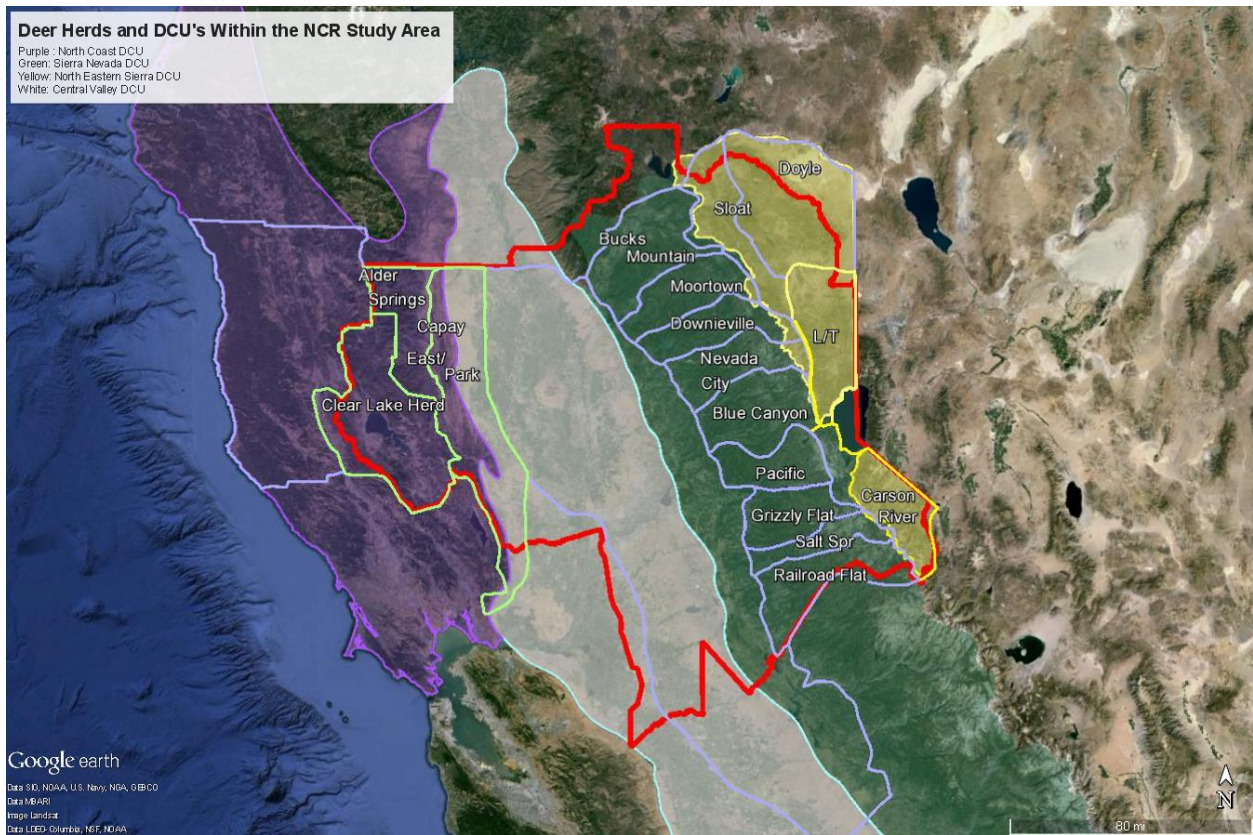 Deer Herds and DCU's Within the NCR Study Area
Purple : North Coast DCU
Green: Sierra Nevada DCU
Yellow: North Eastern Sierra DCU
White: Central Valley DCU
Doyle
Sloat
Bucks
Mountain
Alder
Springs
Moortown
Capay
Downieville
L/T
East/
Park
Nevada
City
Clear Lake Herd
Blue Canyon
Pacific
Carson
River
Grizzly Flat
Salt Spr
Railroad Flat
Google earth
Data SIO, NOAA, U.S. Navy, NGA, GEBCO
Data MBARI
Image Landsat
Data LDEO-Columbia, NSF, NOAA
N
80 mi